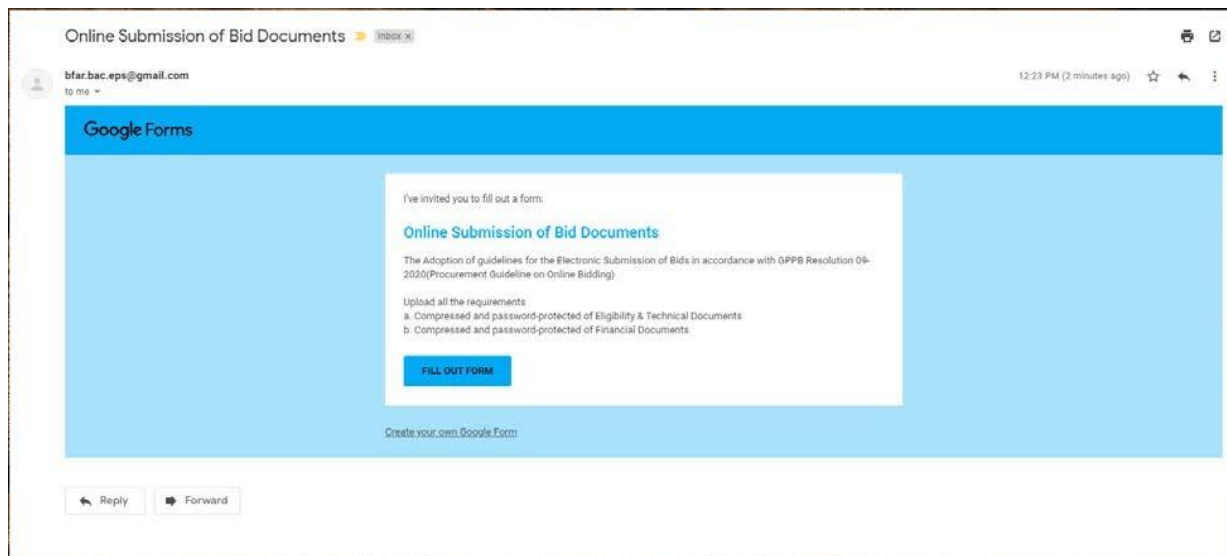 Online Submission of Bid Documents
Inbox x
bfar.bac.eps@gmail.com
12:23 PM (2 minutes ago)
to me
Google Forms
I've invited you to fill out a form:
Online Submission of Bid Documents
The Adoption of guidelines for the Electronic Submission of Bids in accordance with GPPB Resolution 09-
2020(Procurement Guideline on Online Bidding)
Upload all the requirements
a. Compressed and password-protected of Eligibility & Technical Documents
b. Compressed and password-protected of Financial Documents
FILL OUT FORM
Create your own Google Form
Reply
Forward